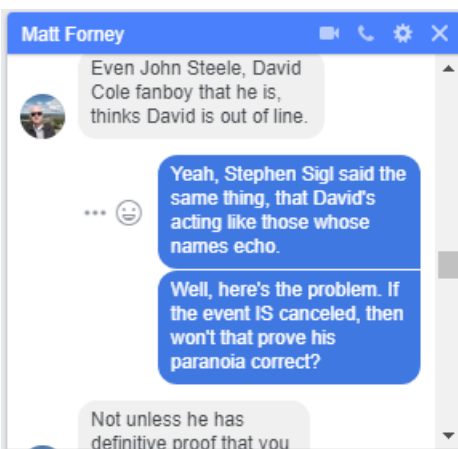 Matt Forney
Even John Steele, David
Cole fanboy that he is,
thinks David is out of line.
Yeah, Stephen Sigl said the
same thing, that David's
acting like those whose
names echo.
Well, here's the problem. If
the event IS canceled, then
won't that prove his
paranoia correct?
Not unless he has
definitive proof that you